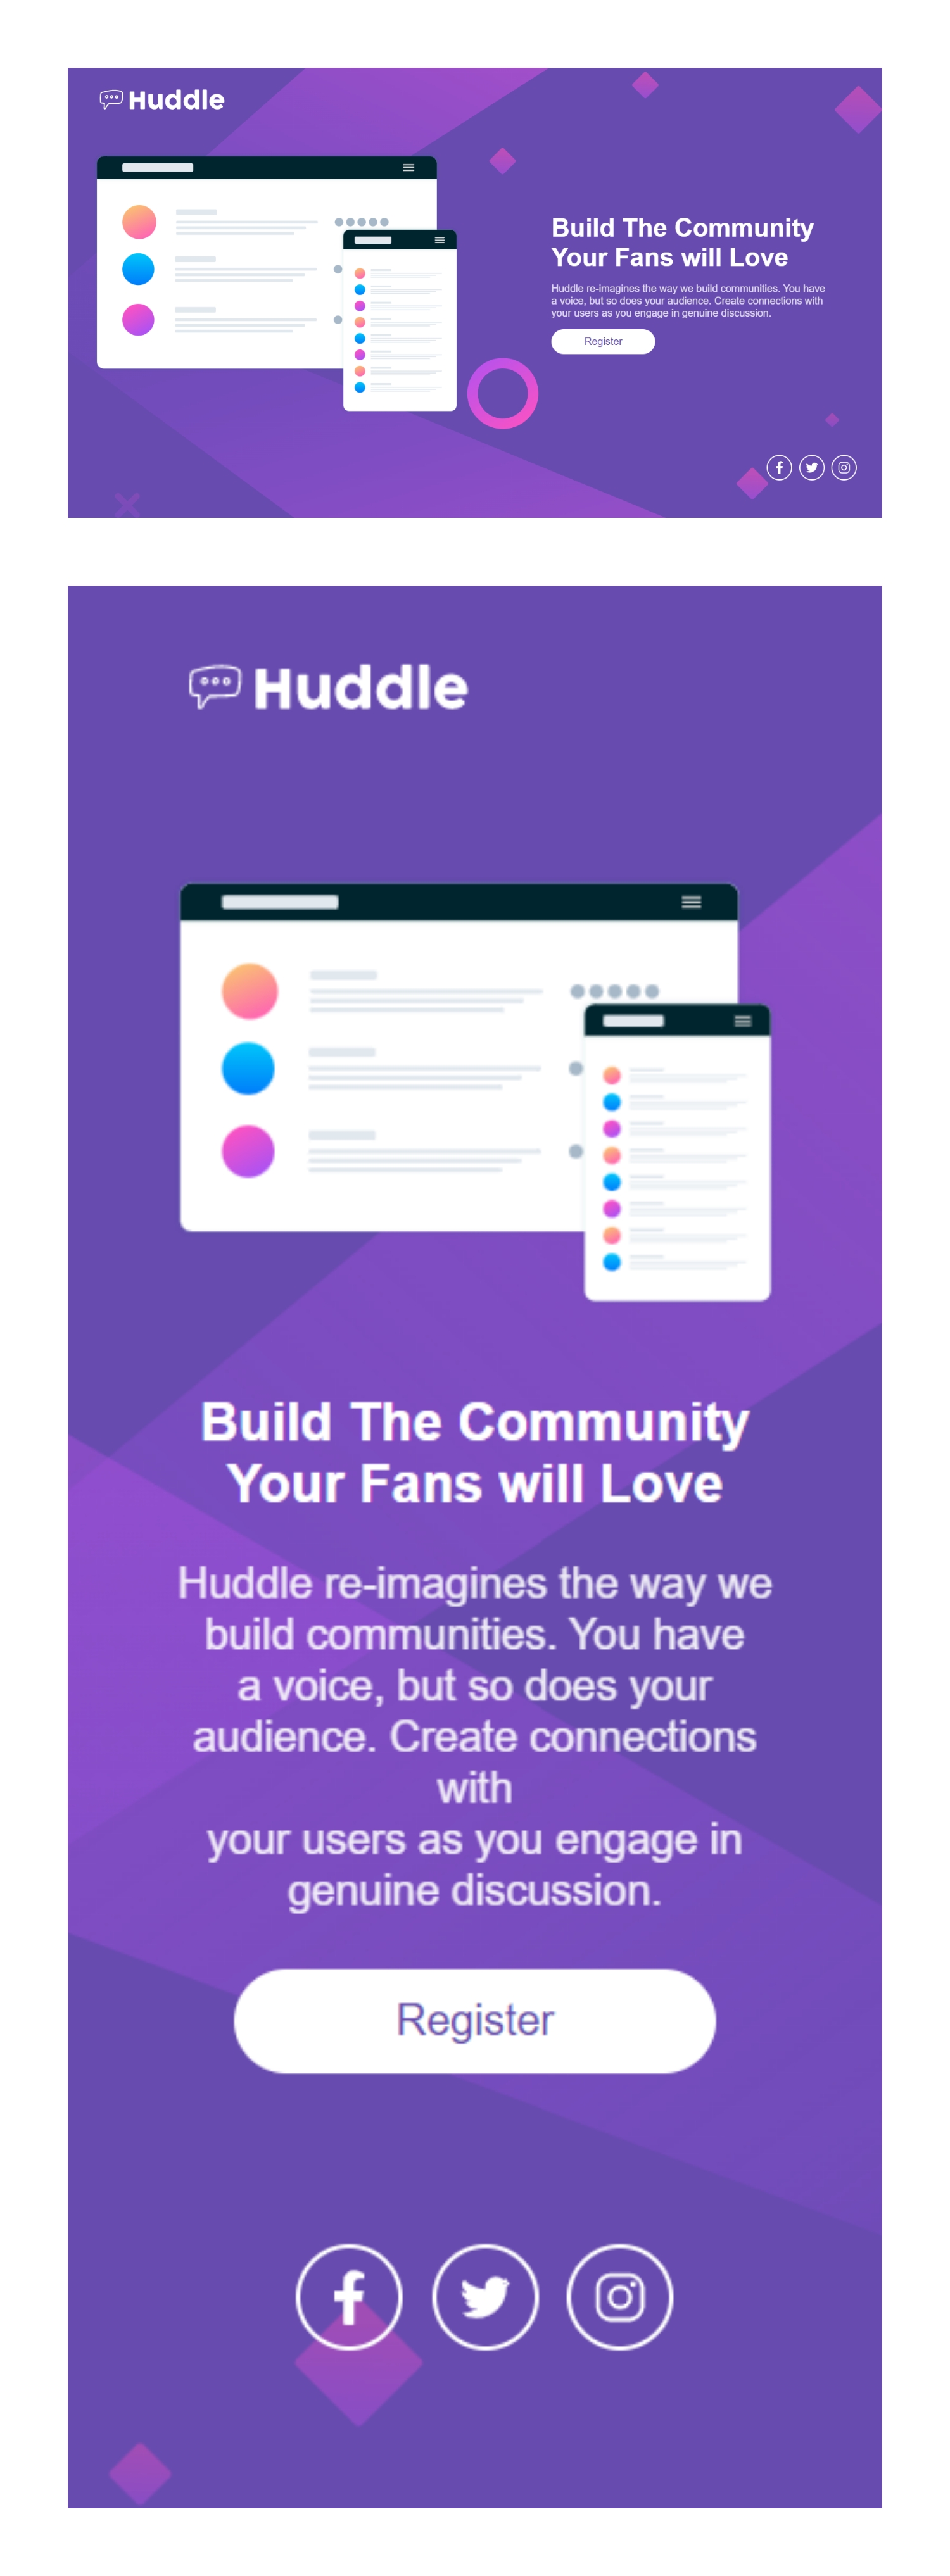 Huddle
Build The Community
Your Fans will Love
Huddle re-imagines the way we build communities. You have
a voice, but so does your audience. Create connections with
your users as you engage in genuine discussion.
Register
Huddle
Build The Community
Your Fans will Love
Huddle re-imagines the way we
build communities. You have
a voice, but so does your
audience. Create connections
with
your users as you engage in
genuine discussion.
Register